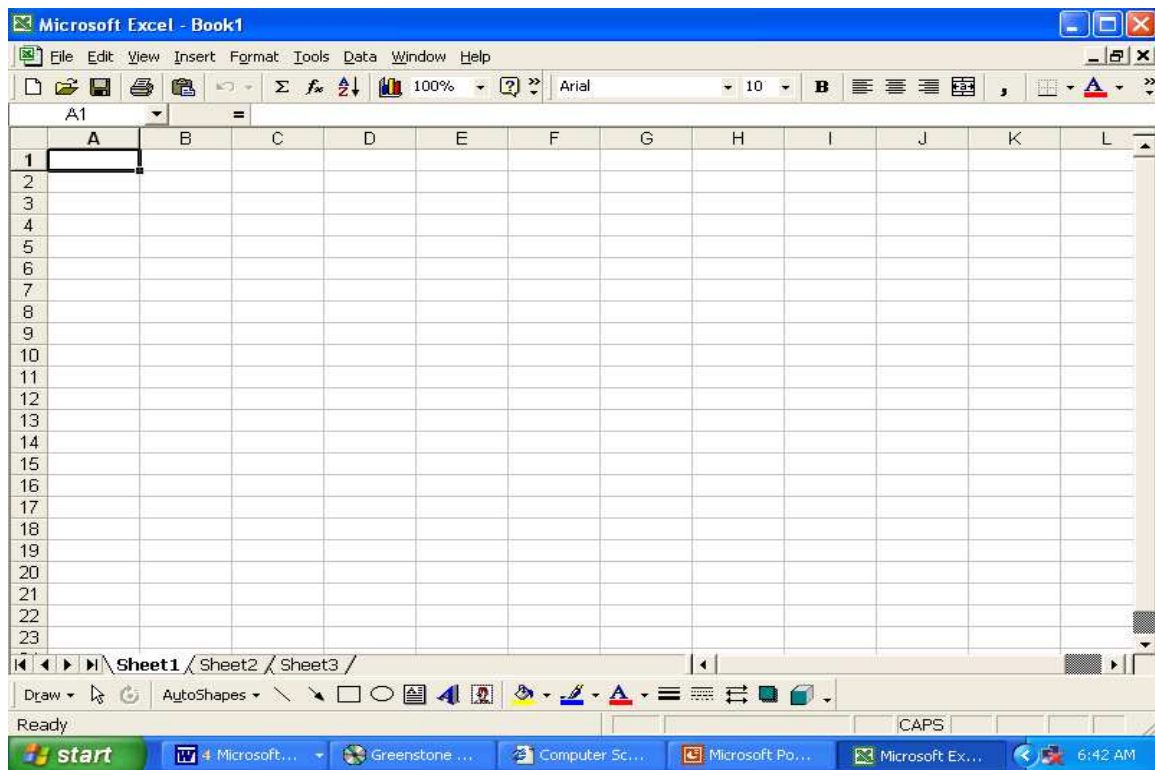 Microsoft Excel - Book1
File Edit View Insert Format Tools Data Window Help
Σ fx 100% Arial 10 B
A1 =
A B C D E F G H I J K L
1
2
3
4
5
6
7
8
9
10
11
12
13
14
15
16
17
18
19
20
21
22
23
Sheet1 Sheet2 Sheet3
Draw AutoShapes
Ready CAPS
start 4 Microsoft... Greenstone ... Computer Sc... Microsoft Po... Microsoft Ex... 6:42 AM